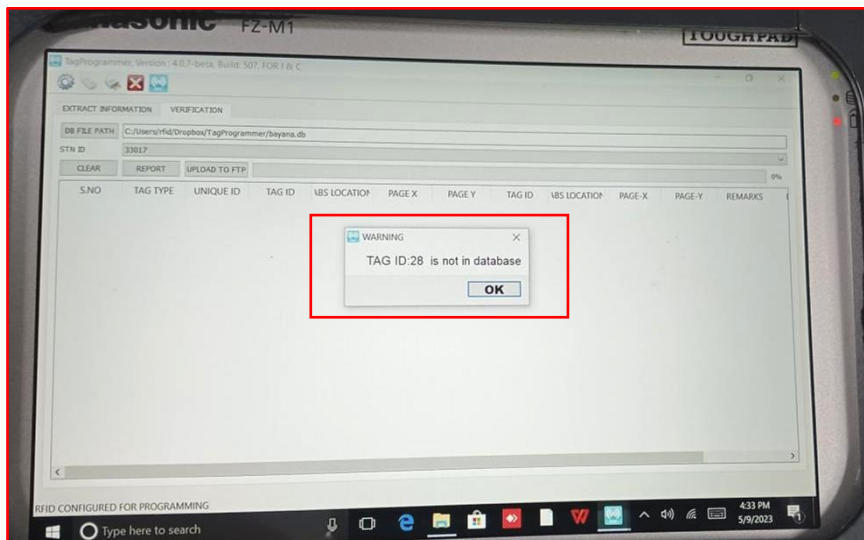 Panasonic FZ-M1
TOUGHPAD
TagProgrammer, Version : 4.0.7-beta, Build: 507, FOR I & C
EXTRACT INFORMATION VERIFICATION
DB FILE PATH C:/Users/rfid/Dropbox/TagProgrammer/bayana.db
STN ID 33017
CLEAR REPORT UPLOAD TO FTP 0%
S.NO TAG TYPE UNIQUE ID TAG ID ABS LOCATION PAGE X PAGE Y TAG ID ABS LOCATION PAGE-X PAGE-Y REMARKS
WARNING
TAG ID:28 is not in database
OK
RFID CONFIGURED FOR PROGRAMMING
Type here to search
4:33 PM
5/9/2023